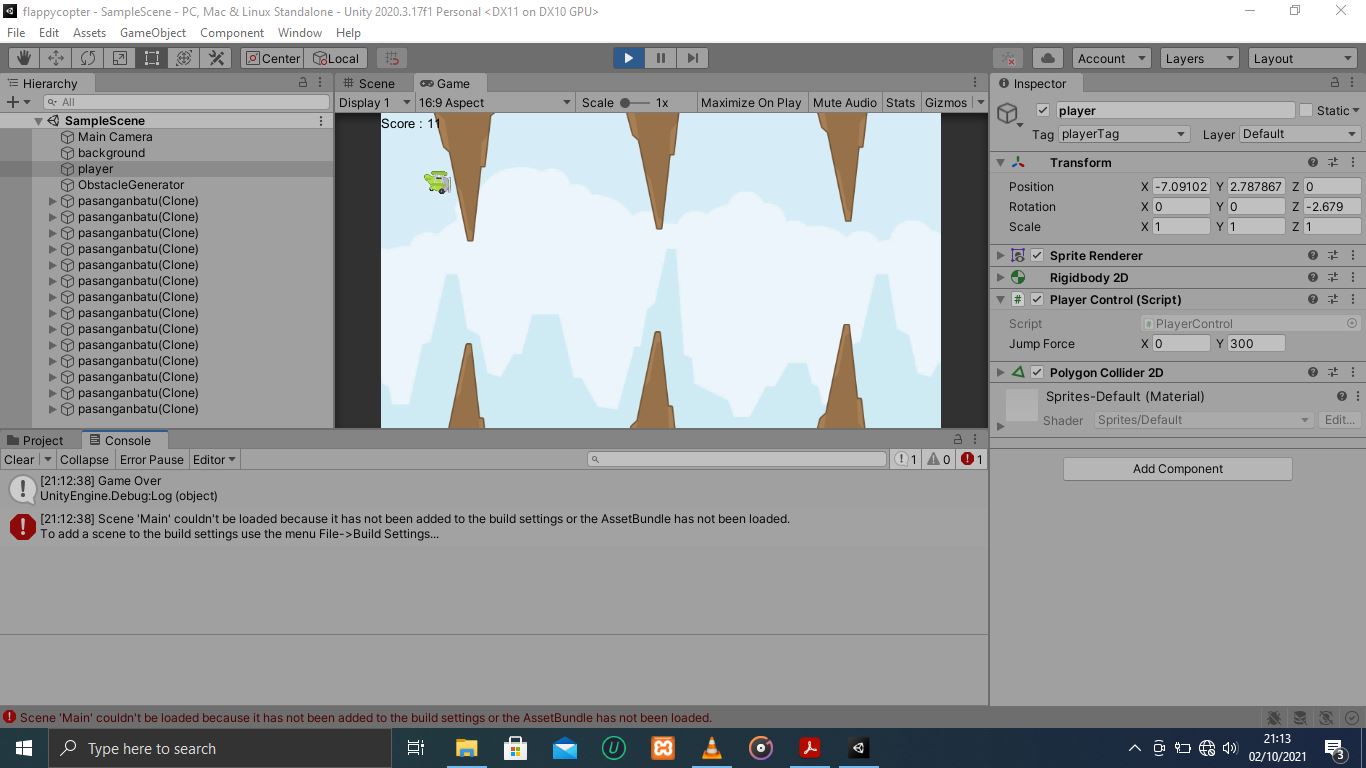 flappycopter - SampleScene - PC, Mac & Linux Standalone - Unity 2020.3.17f1 Personal <DX11 on DX10 GPU>
File Edit Assets GameObject Component Window Help
Center Local Account Layers Layout
Hierarchy
All
SampleScene
Main Camera
background
player
ObstacleGenerator
pasanganbatu(Clone)
pasanganbatu(Clone)
pasanganbatu(Clone)
pasanganbatu(Clone)
pasanganbatu(Clone)
pasanganbatu(Clone)
pasanganbatu(Clone)
pasanganbatu(Clone)
pasanganbatu(Clone)
pasanganbatu(Clone)
pasanganbatu(Clone)
pasanganbatu(Clone)
pasanganbatu(Clone)
pasanganbatu(Clone)
Scene Game
Display 1 16:9 Aspect Scale 1x Maximize On Play Mute Audio Stats Gizmos
Score : 11
Inspector
player Static
Tag playerTag Layer Default
Transform
Position X -7.09102 Y 2.787867 Z 0
Rotation X 0 Y 0 Z -2.679
Scale X 1 Y 1 Z 1
Sprite Renderer
Rigidbody 2D
# Player Control (Script)
Script # PlayerControl
Jump Force X 0 Y 300
Polygon Collider 2D
Sprites-Default (Material)
Shader Sprites/Default Edit...
Add Component
Project Console
Clear Collapse Error Pause Editor 1 0 1
[21:12:38] Game Over
UnityEngine.Debug:Log (object)
[21:12:38] Scene 'Main' couldn't be loaded because it has not been added to the build settings or the AssetBundle has not been loaded.
To add a scene to the build settings use the menu File->Build Settings...
Scene 'Main' couldn't be loaded because it has not been added to the build settings or the AssetBundle has not been loaded.
Type here to search
21:13
02/10/2021
3